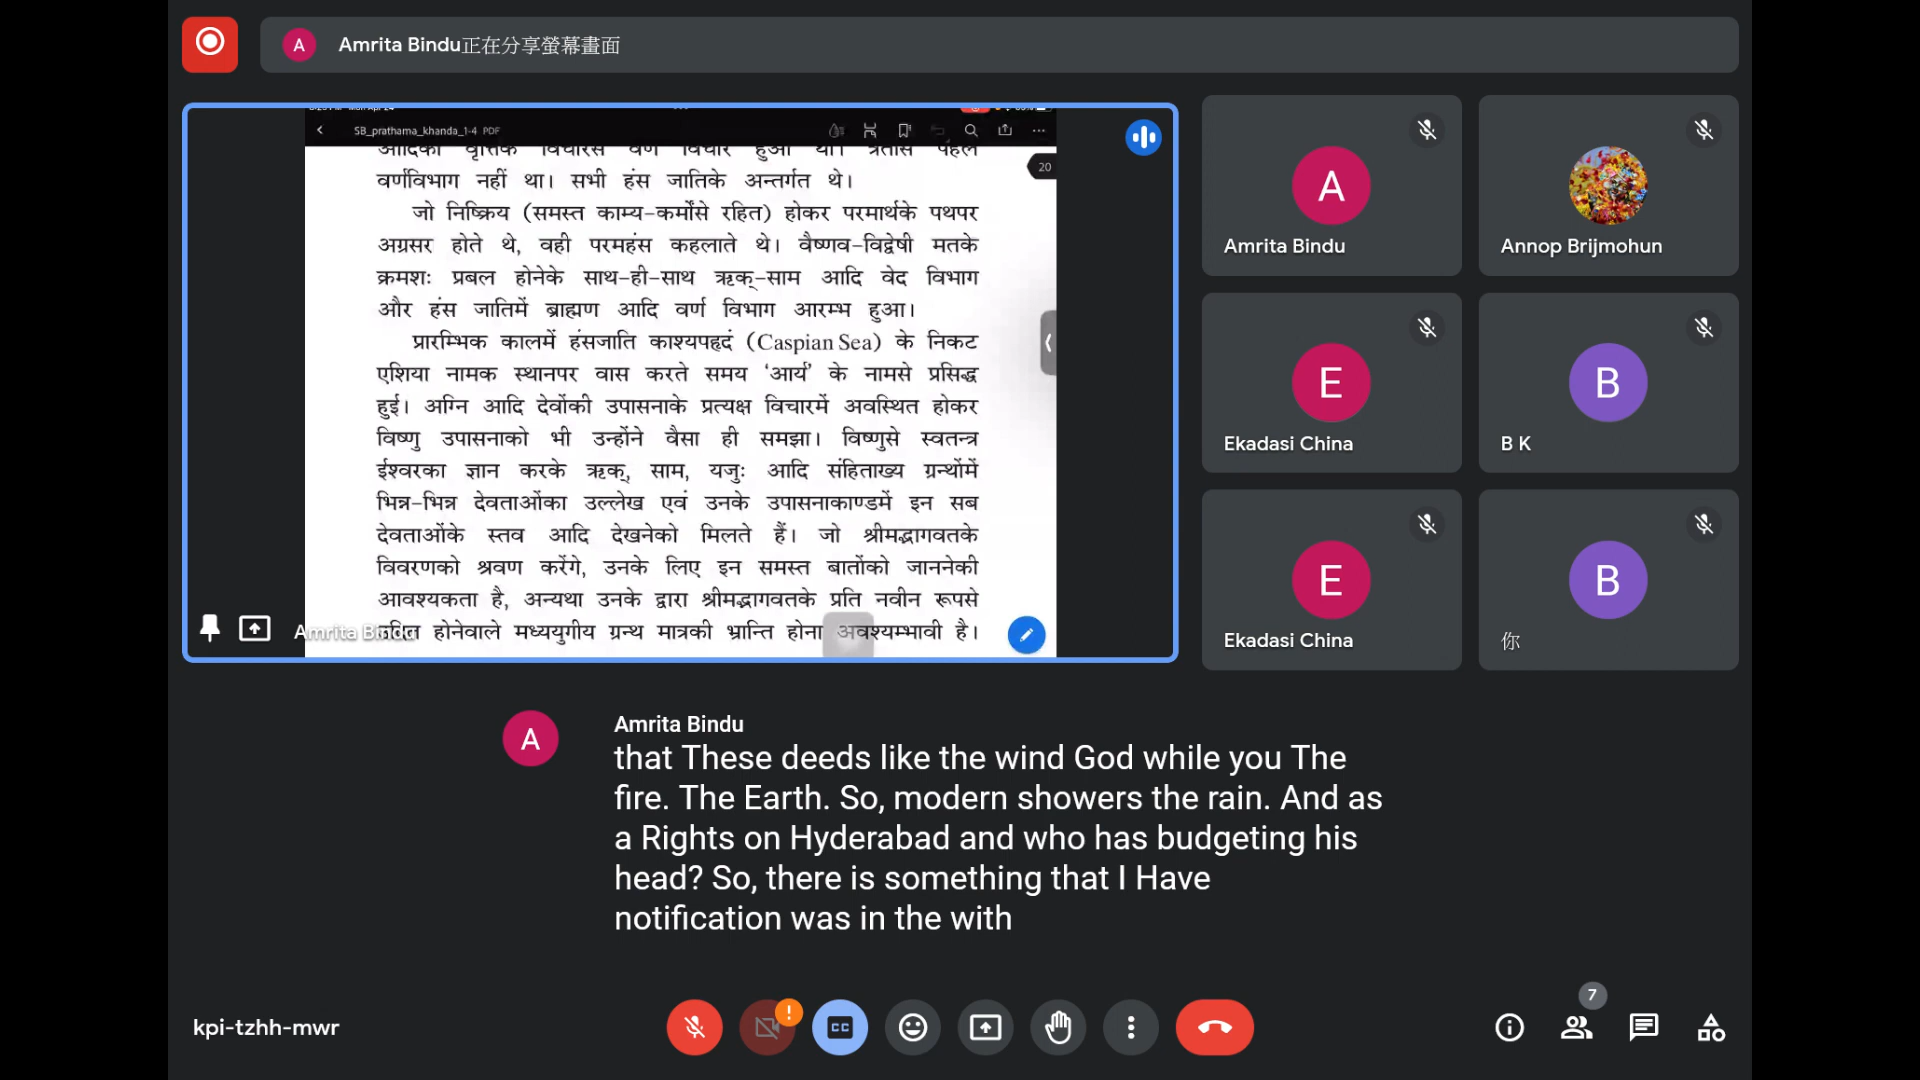 A Amrita Bindu正在分享螢幕畫面
SB_prathama_khanda_1-4 PDF
20
वर्णविभाग नहीं था। सभी हंस जातिके अन्तर्गत थे।
जो निष्क्रिय (समस्त काम्य-कर्मोंसे रहित) होकर परमार्थके पथपर
अग्रसर होते थे, वही परमहंस कहलाते थे। वैष्णव-विद्वेषी मतके
क्रमशः प्रबल होनेके साथ-ही-साथ ऋक्-साम आदि वेद विभाग
और हंस जातिमें ब्राह्मण आदि वर्ण विभाग आरम्भ हुआ।
प्रारम्भिक कालमें हंसजाति काश्यपहृदं (Caspian Sea) के निकट
एशिया नामक स्थानपर वास करते समय ‘आर्य’ के नामसे प्रसिद्ध
हुई। अग्नि आदि देवोंकी उपासनाके प्रत्यक्ष विचारमें अवस्थित होकर
विष्णु उपासनाको भी उन्होंने वैसा ही समझा। विष्णुसे स्वतन्त्र
ईश्वरका ज्ञान करके ऋक्, साम, यजुः आदि संहिताख्य ग्रन्थोंमें
भिन्न-भिन्न देवताओंका उल्लेख एवं उनके उपासनाकाण्डमें इन सब
देवताओंके स्तव आदि देखनेको मिलते हैं। जो श्रीमद्भागवतके
विवरणको श्रवण करेंगे, उनके लिए इन समस्त बातोंको जाननेकी
आवश्यकता है, अन्यथा उनके द्वारा श्रीमद्भागवतके प्रति नवीन रूपसे
होनेवाले मध्ययुगीय ग्रन्थ मात्रकी भ्रान्ति होना अवश्यम्भावी है।
Amrita Bindu
A
Amrita Bindu
Annop Brijmohun
E
Ekadasi China
B
B K
E
Ekadasi China
B
你
A
Amrita Bindu
that These deeds like the wind God while you The
fire. The Earth. So, modern showers the rain. And as
a Rights on Hyderabad and who has budgeting his
head? So, there is something that I Have
notification was in the with
kpi-tzhh-mwr
!
CC
7